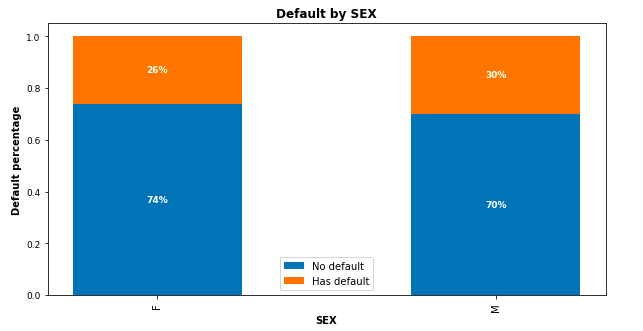 Default by SEX
Default percentage
1.0
0.8
0.6
0.4
0.2
0.0
26%
30%
74%
70%
No default
Has default
F
M
SEX